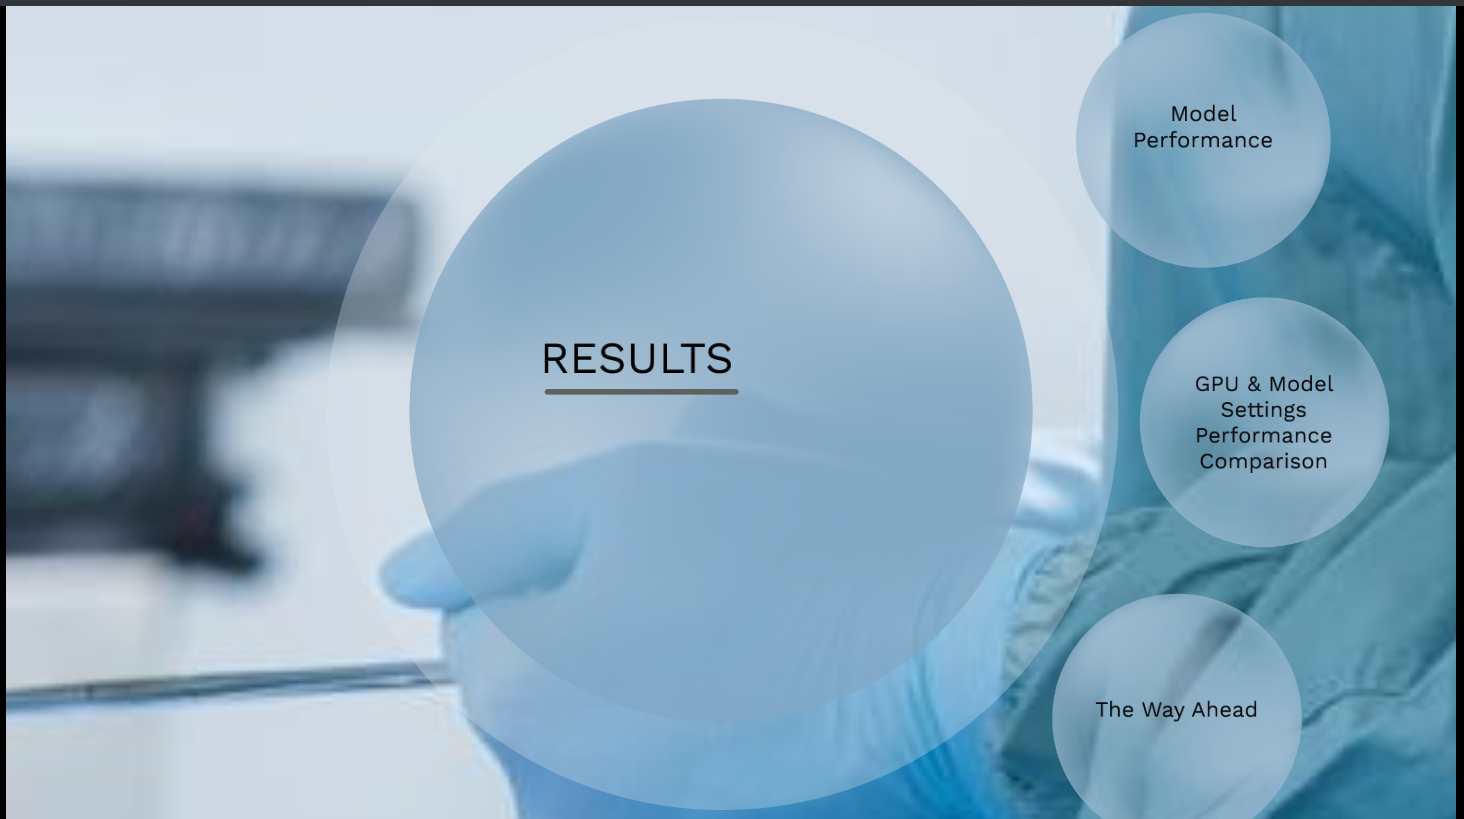 RESULTS
Model
Performance
GPU & Model
Settings
Performance
Comparison
The Way Ahead